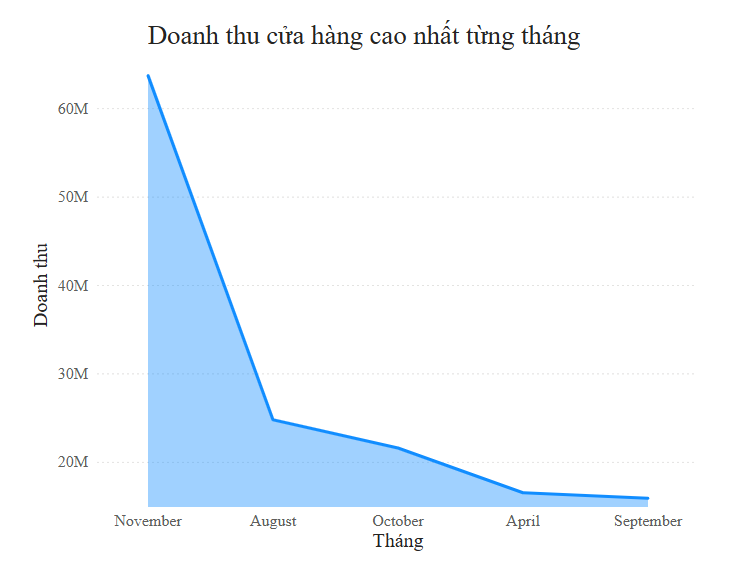 Doanh thu cửa hàng cao nhất từng tháng
60M
50M
40M
30M
20M
Doanh thu
November August October April September
Tháng